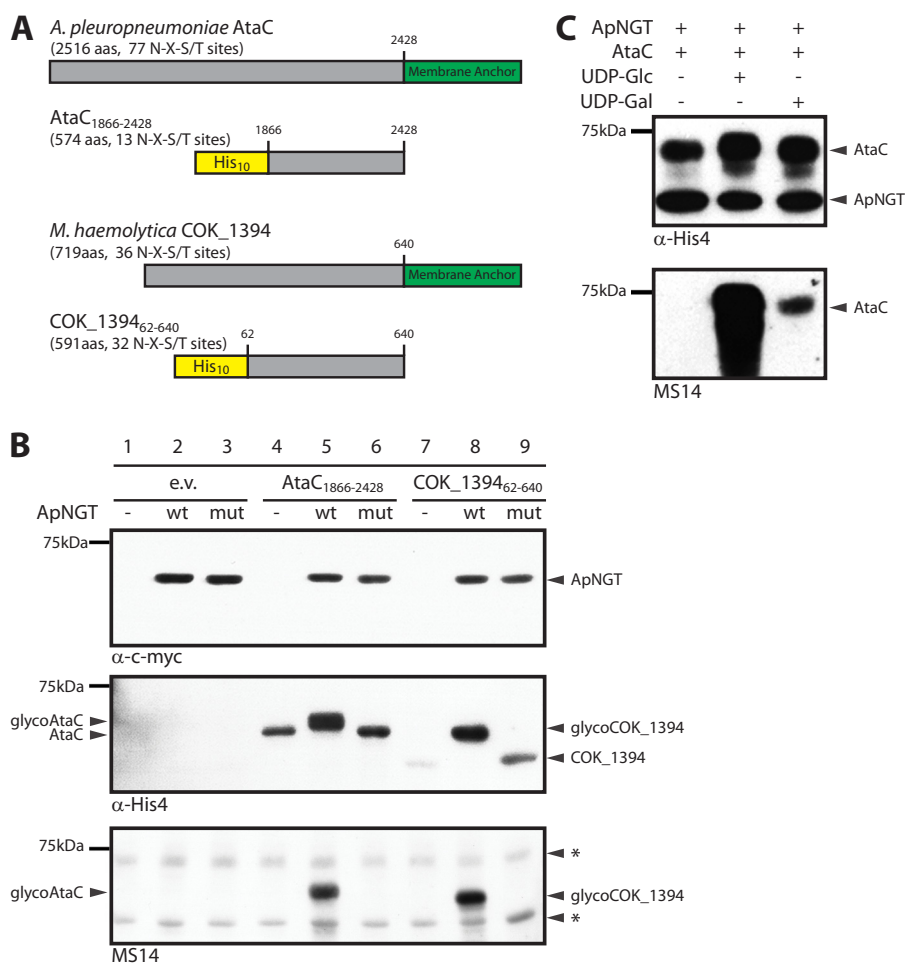 A
A. pleuropneumoniae AtaC
(2516 aas, 77 N-X-S/T sites)
2428
Membrane Anchor
AtaC1866-2428
(574 aas, 13 N-X-S/T sites)
1866
2428
His10
M. haemolytica COK_1394
(719aas, 36 N-X-S/T sites)
640
Membrane Anchor
COK_139462-640
(591aas, 32 N-X-S/T sites)
62
640
His10
C
ApNGT + + +
AtaC + + +
UDP-Glc - + -
UDP-Gal - - +
75kDa
AtaC
ApNGT
α-His4
75kDa
AtaC
MS14
B
1 2 3 4 5 6 7 8 9
e.v. AtaC1866-2428 COK_139462-640
ApNGT - wt mut - wt mut - wt mut
75kDa
ApNGT
α-c-myc
75kDa
glycoAtaC
AtaC
glycoCOK_1394
COK_1394
α-His4
75kDa
*
glycoAtaC
glycoCOK_1394
*
MS14